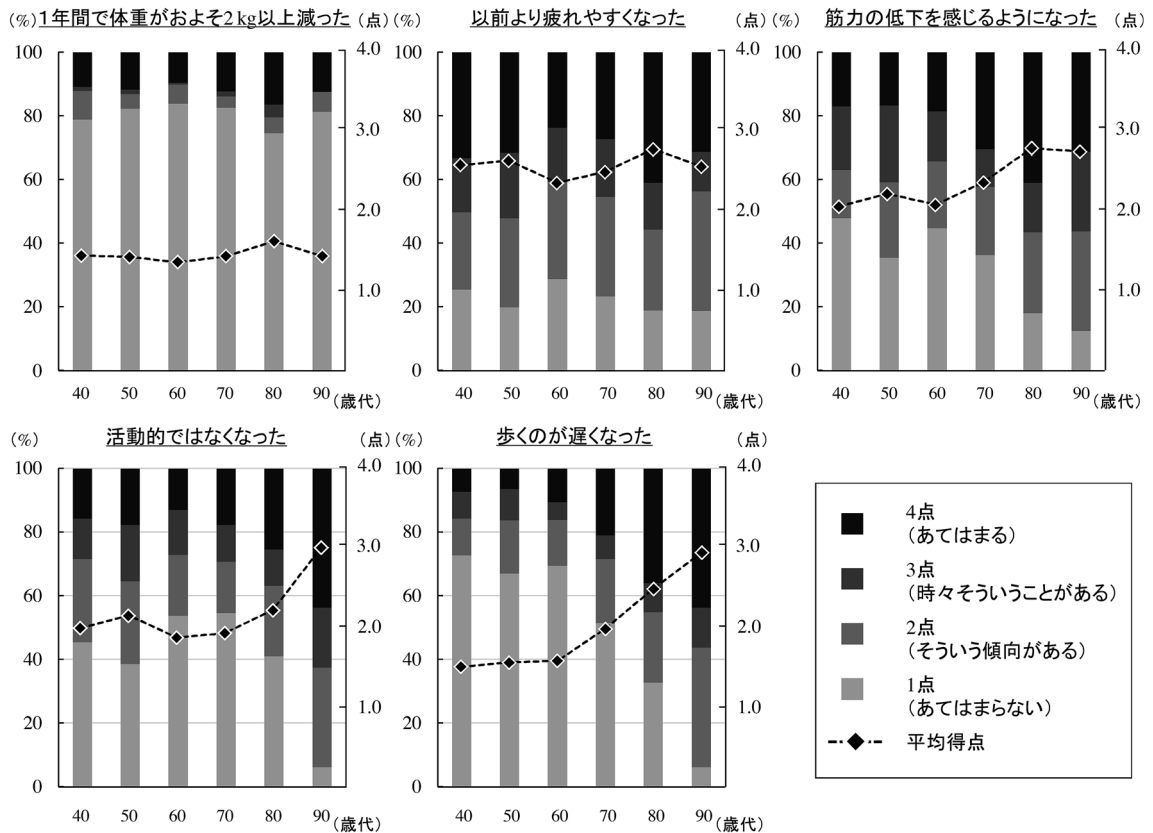 1年間で体重がおよそ2kg以上減った
(%)
(点)
100
80
60
40
20
0
4.0
3.0
2.0
1.0
40 50 60 70 80 90 (歳代)
以前より疲れやすくなった
(%)
(点)
100
80
60
40
20
0
4.0
3.0
2.0
1.0
40 50 60 70 80 90 (歳代)
筋力の低下を感じるようになった
(%)
(点)
100
80
60
40
20
0
4.0
3.0
2.0
1.0
40 50 60 70 80 90 (歳代)
活動的ではなくなった
(%)
(点)
100
80
60
40
20
0
4.0
3.0
2.0
1.0
40 50 60 70 80 90 (歳代)
歩くのが遅くなった
(%)
(点)
100
80
60
40
20
0
4.0
3.0
2.0
1.0
40 50 60 70 80 90 (歳代)
4点
(あてはまる)
3点
(時々そういうことがある)
2点
(そういう傾向がある)
1点
(あてはまらない)
平均得点